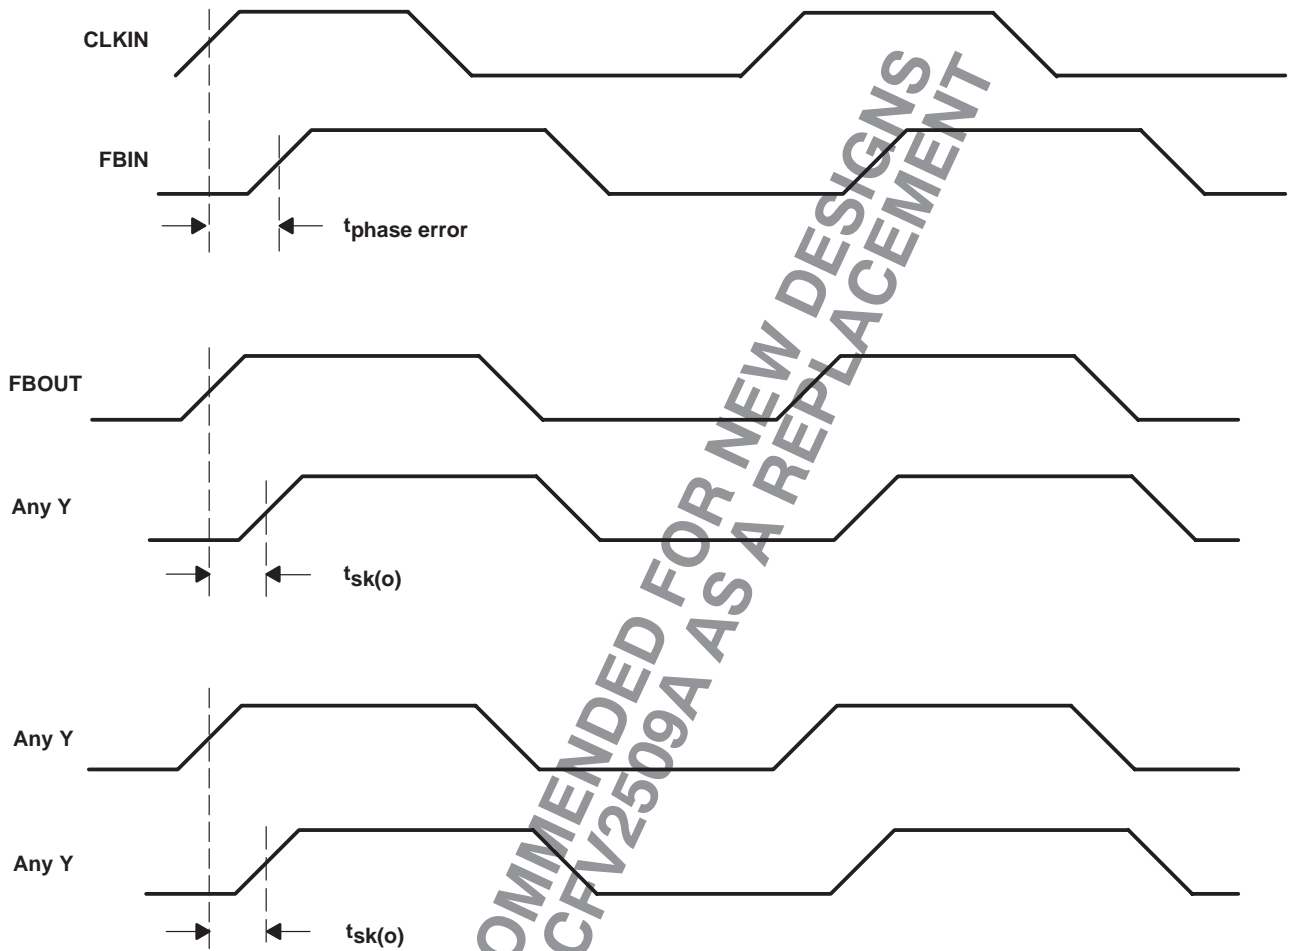 CLKIN
FBIN
tphase error
FBOUT
Any Y
tsk(o)
Any Y
Any Y
tsk(o)
OMMENDED FOR NEW DESIGNS
CFV2509A AS A REPLACEMENT